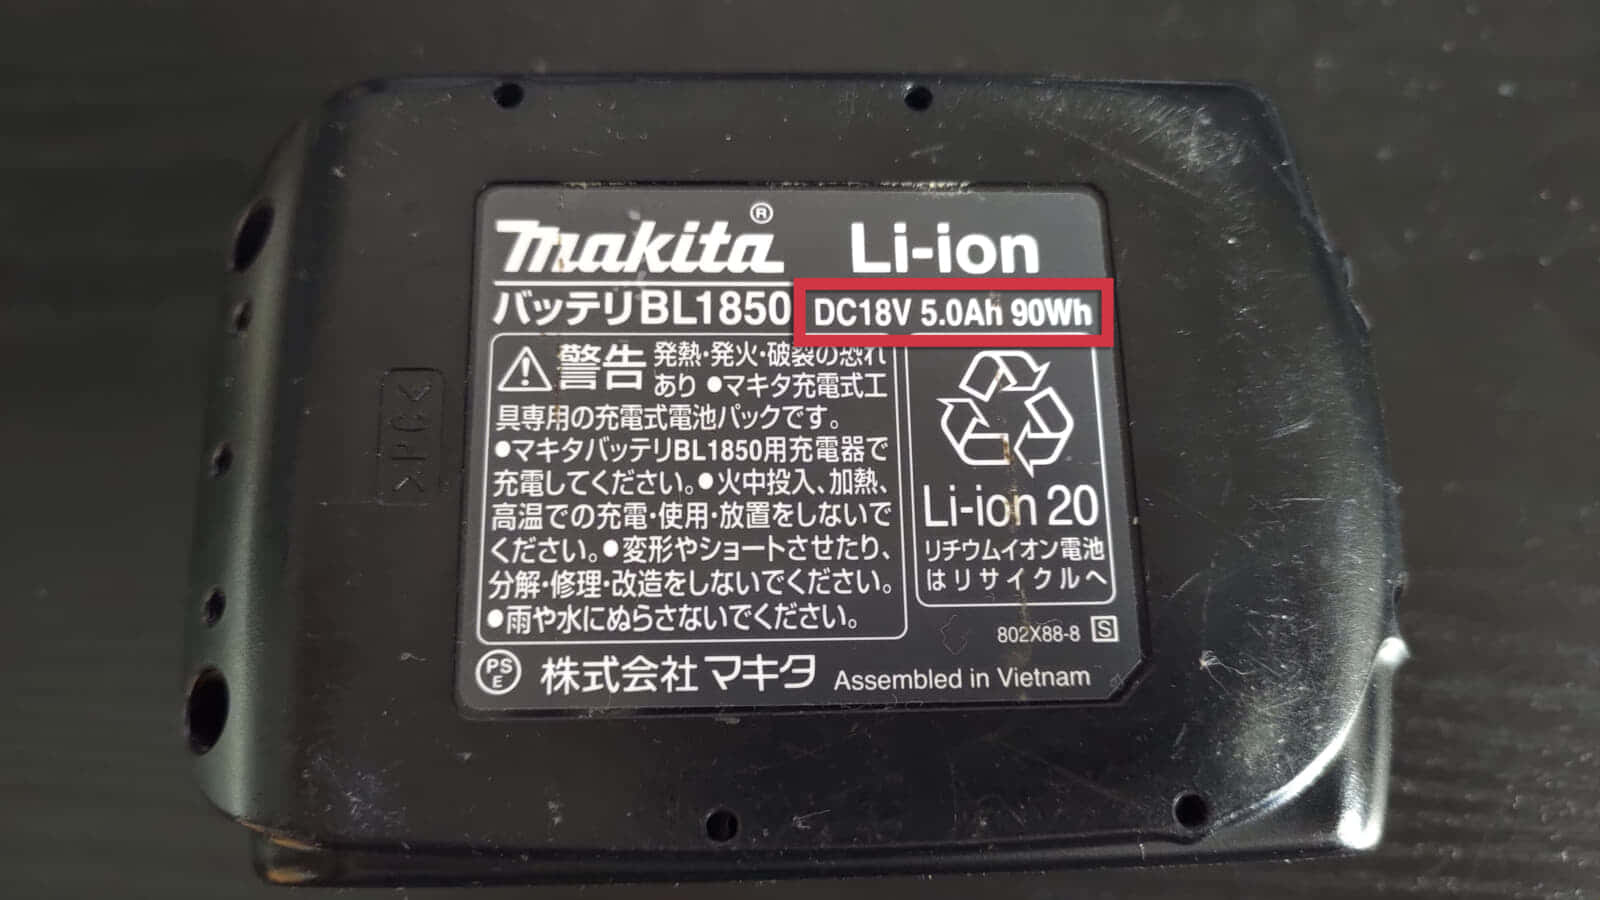 makita® Li-ion
バッテリBL1850 DC18V 5.0Ah 90Wh
警告 発熱・発火・破裂の恐れ
あり ●マキタ充電式工
具専用の充電式電池パックです。
●マキタバッテリBL1850用充電器で
充電してください。●火中投入、加熱、
高温での充電・使用・放置をしないで
ください。●変形やショートさせたり、
分解・修理・改造をしないでください。
●雨や水にぬらさないでください。
Li-ion 20
リチウムイオン電池
はリサイクルへ
802X88-8 S
PS
E
株式会社マキタ Assembled in Vietnam